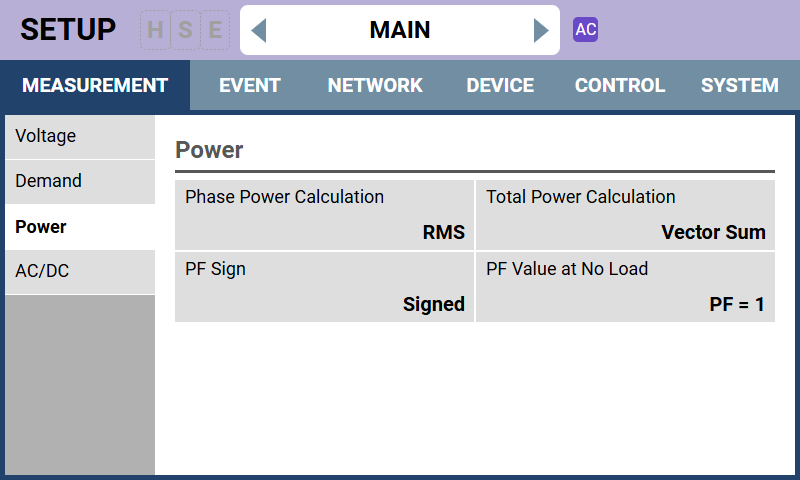 SETUP
H S E
MAIN
AC
MEASUREMENT EVENT NETWORK DEVICE CONTROL SYSTEM
Voltage
Demand
Power
AC/DC
Power
Phase Power Calculation
RMS
Total Power Calculation
Vector Sum
PF Sign
Signed
PF Value at No Load
PF = 1